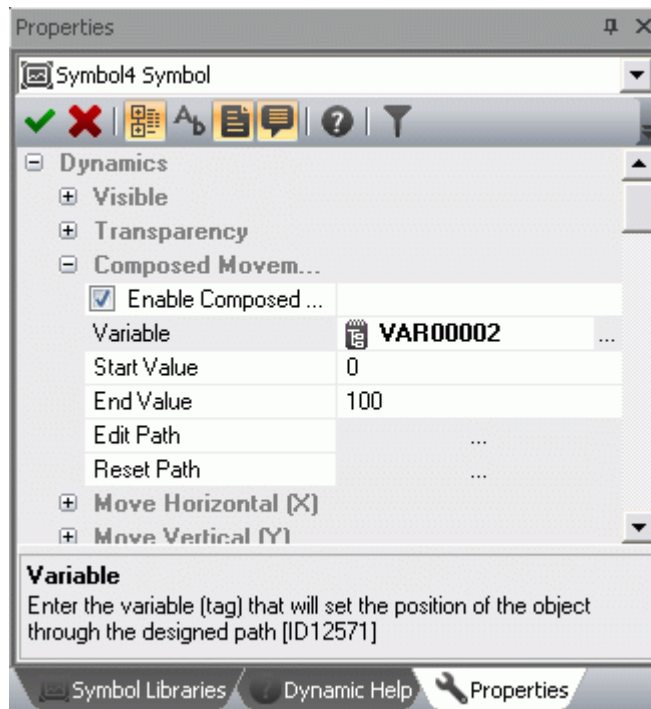 Properties
Symbol4 Symbol
Ab
Dynamics
Visible
Transparency
Composed Movem...
Enable Composed ...
Variable VAR00002 ...
Start Value 0
End Value 100
Edit Path ...
Reset Path ...
Move Horizontal (X)
Move Vertical (Y)
Variable
Enter the variable (tag) that will set the position of the object
through the designed path [ID12571]
Symbol Libraries Dynamic Help Properties